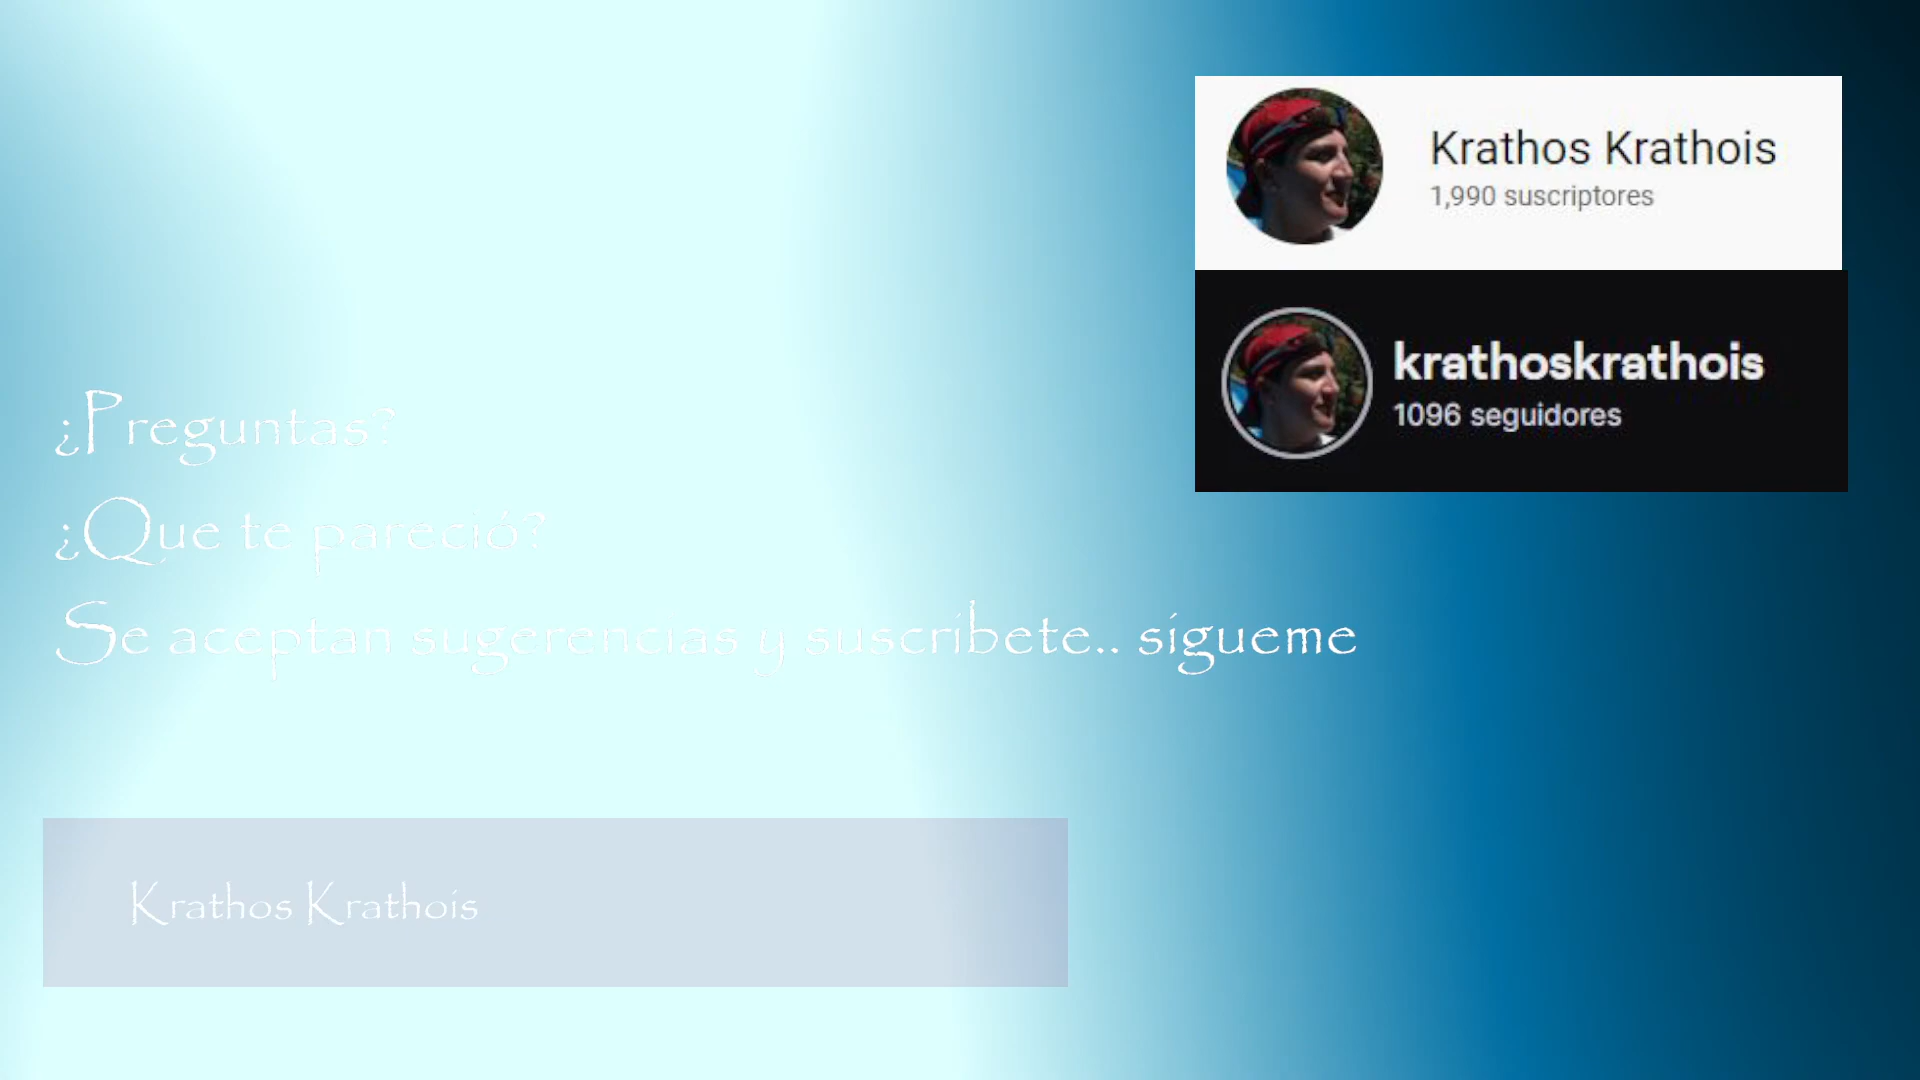 Krathos Krathois
1,990 suscriptores
krathoskrathois
1096 seguidores
¿Preguntas?
¿Que te pareció?
Se aceptan sugerencias y suscribete.. sigueme
Krathos Krathois